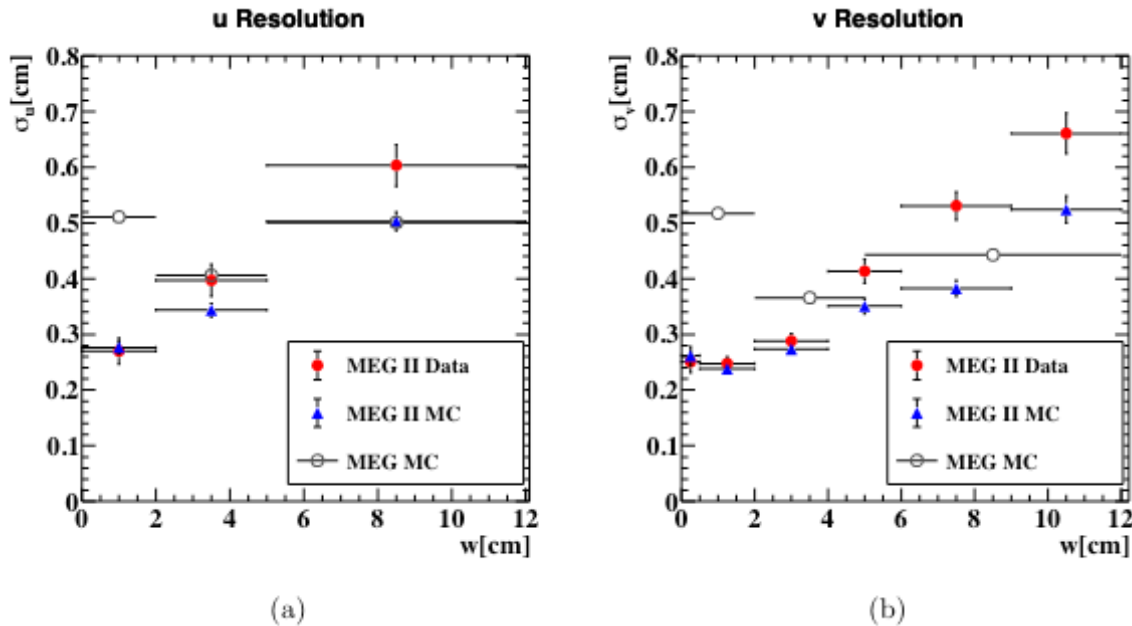 u Resolution
σu[cm]
0.8
0.7
0.6
0.5
0.4
0.3
0.2
0.1
0
MEG II Data
MEG II MC
MEG MC
0 2 4 6 8 10 12
w[cm]
(a)
v Resolution
σv[cm]
0.8
0.7
0.6
0.5
0.4
0.3
0.2
0.1
0
MEG II Data
MEG II MC
MEG MC
0 2 4 6 8 10 12
w[cm]
(b)